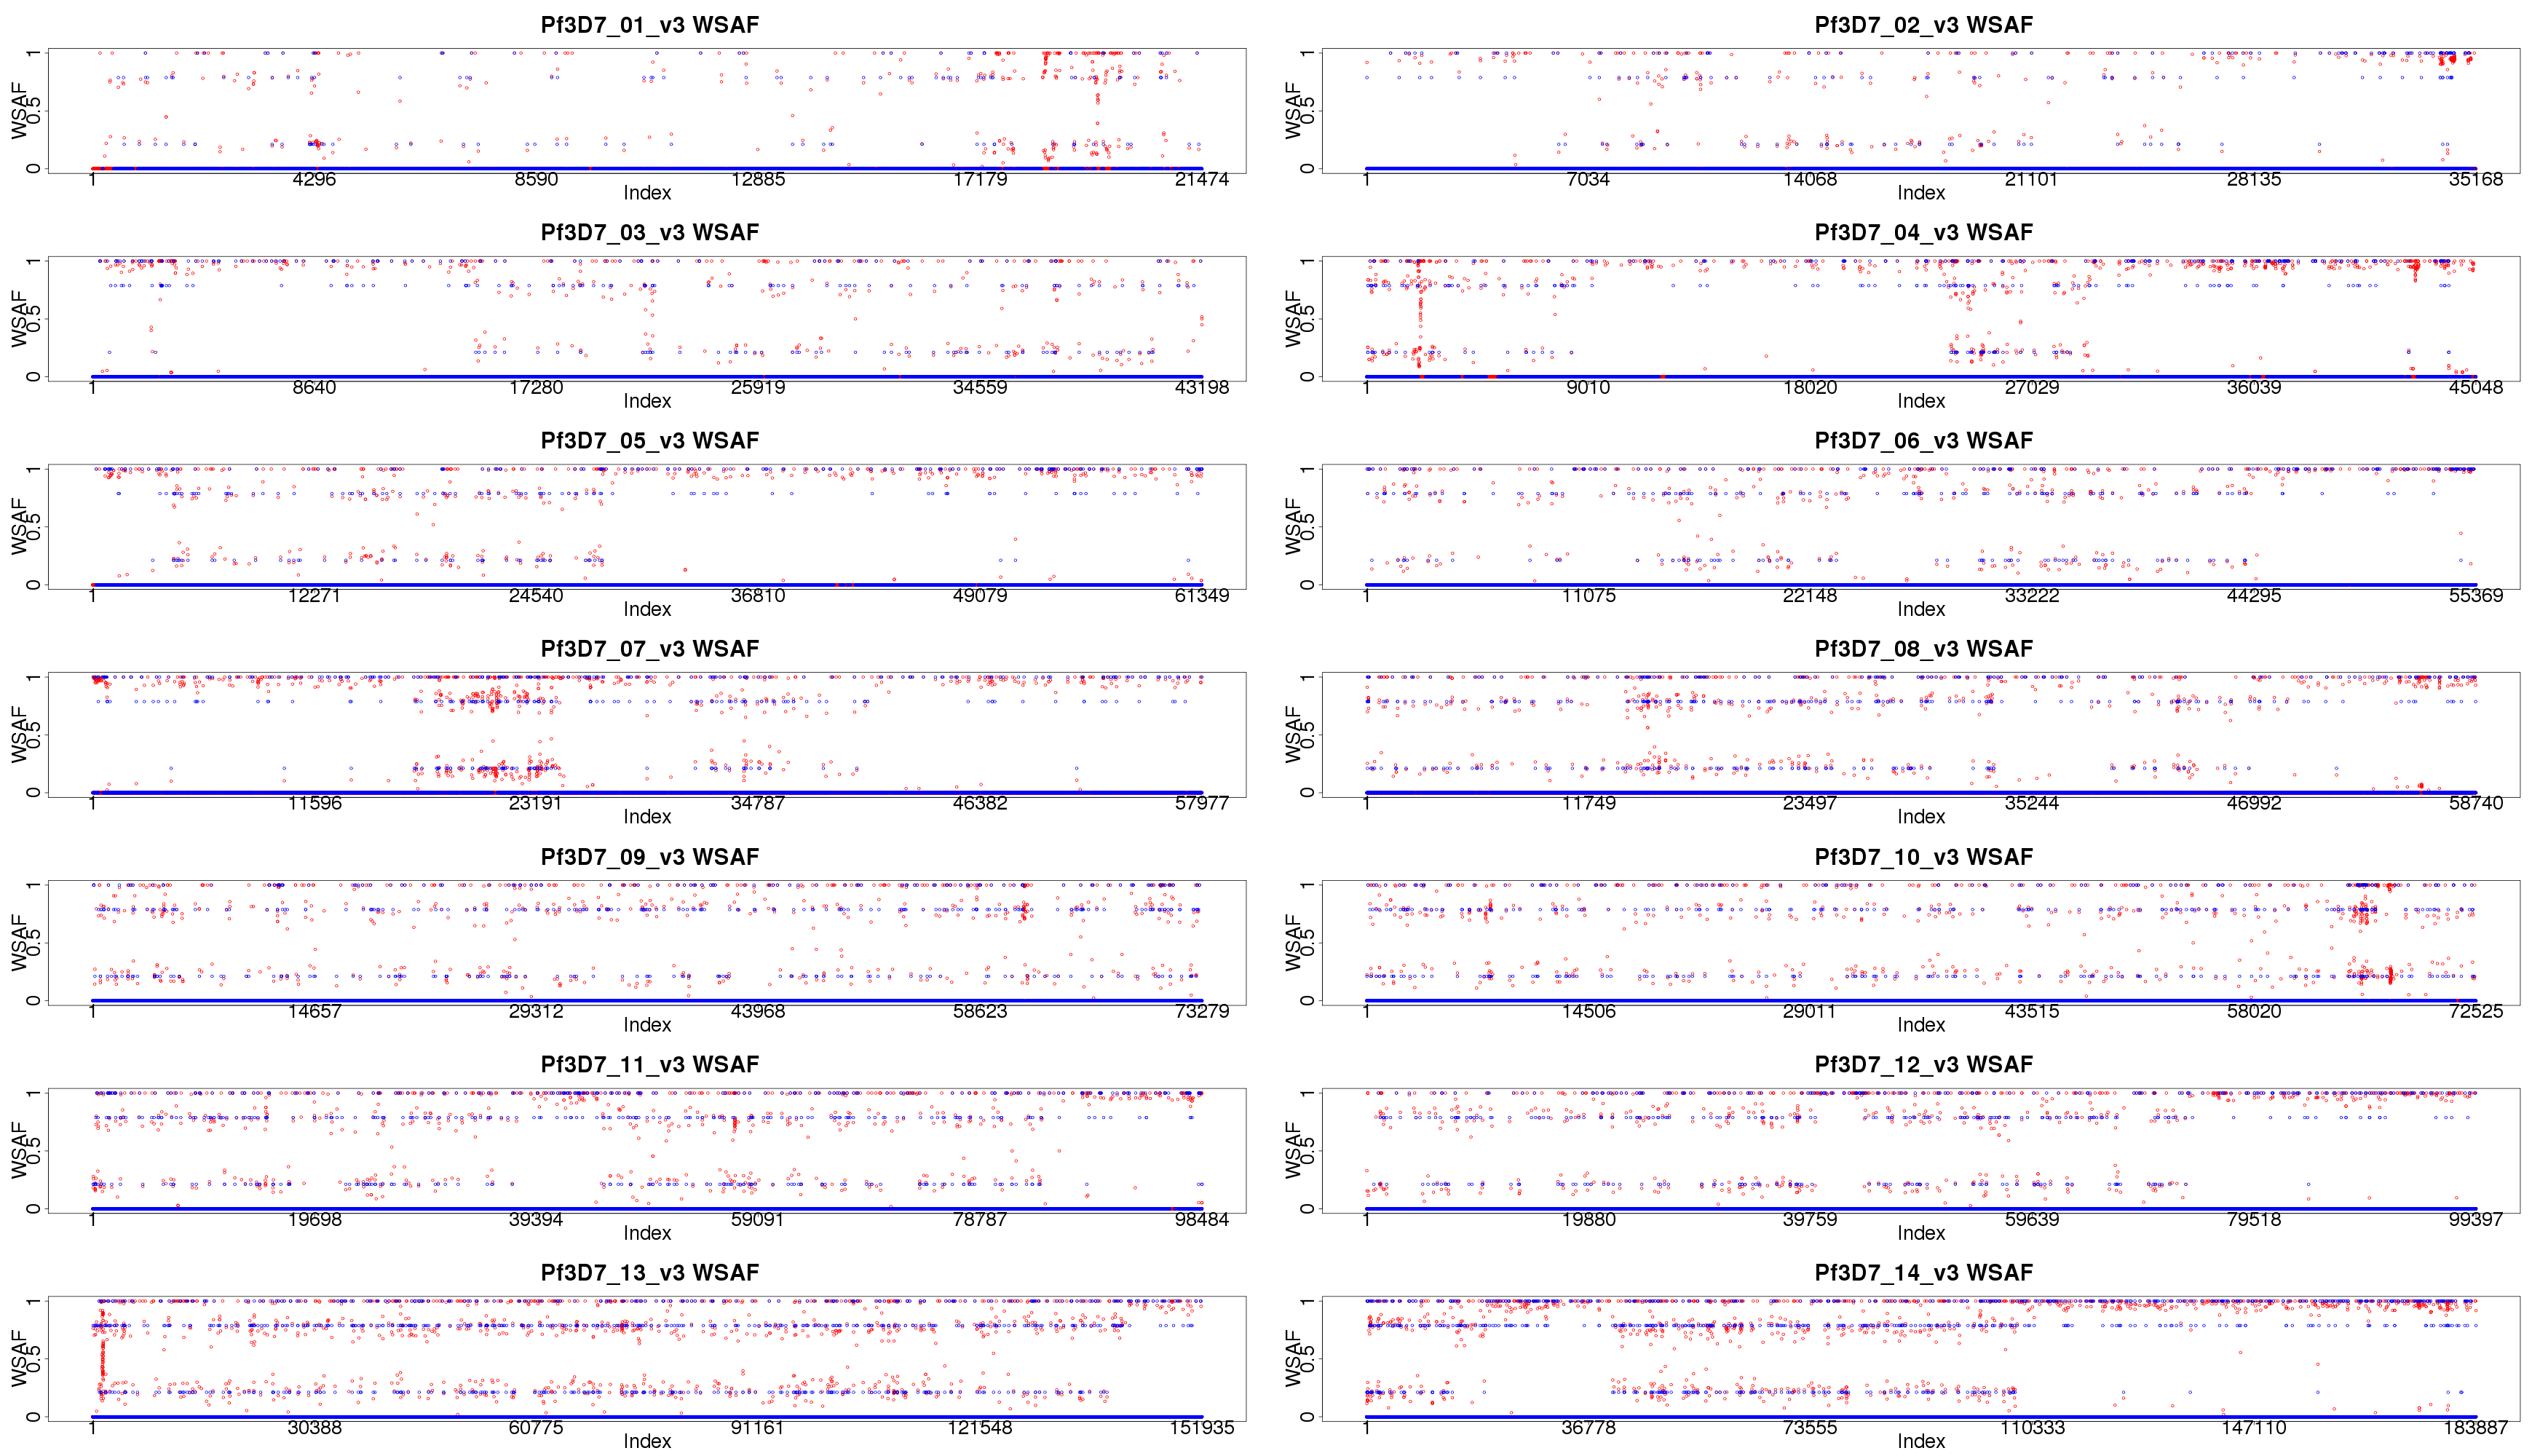 Pf3D7_01_v3 WSAF
WSAF
0 0.5 1
1 4296 8590 12885 17179 21474
Index
Pf3D7_02_v3 WSAF
WSAF
0 0.5 1
1 7034 14068 21101 28135 35168
Index
Pf3D7_03_v3 WSAF
WSAF
0 0.5 1
1 8640 17280 25919 34559 43198
Index
Pf3D7_04_v3 WSAF
WSAF
0 0.5 1
1 9010 18020 27029 36039 45048
Index
Pf3D7_05_v3 WSAF
WSAF
0 0.5 1
1 12271 24540 36810 49079 61349
Index
Pf3D7_06_v3 WSAF
WSAF
0 0.5 1
1 11075 22148 33222 44295 55369
Index
Pf3D7_07_v3 WSAF
WSAF
0 0.5 1
1 11596 23191 34787 46382 57977
Index
Pf3D7_08_v3 WSAF
WSAF
0 0.5 1
1 11749 23497 35244 46992 58740
Index
Pf3D7_09_v3 WSAF
WSAF
0 0.5 1
1 14657 29312 43968 58623 73279
Index
Pf3D7_10_v3 WSAF
WSAF
0 0.5 1
1 14506 29011 43515 58020 72525
Index
Pf3D7_11_v3 WSAF
WSAF
0 0.5 1
1 19698 39394 59091 78787 98484
Index
Pf3D7_12_v3 WSAF
WSAF
0 0.5 1
1 19880 39759 59639 79518 99397
Index
Pf3D7_13_v3 WSAF
WSAF
0 0.5 1
1 30388 60775 91161 121548 151935
Index
Pf3D7_14_v3 WSAF
WSAF
0 0.5 1
1 36778 73555 110333 147110 183887
Index